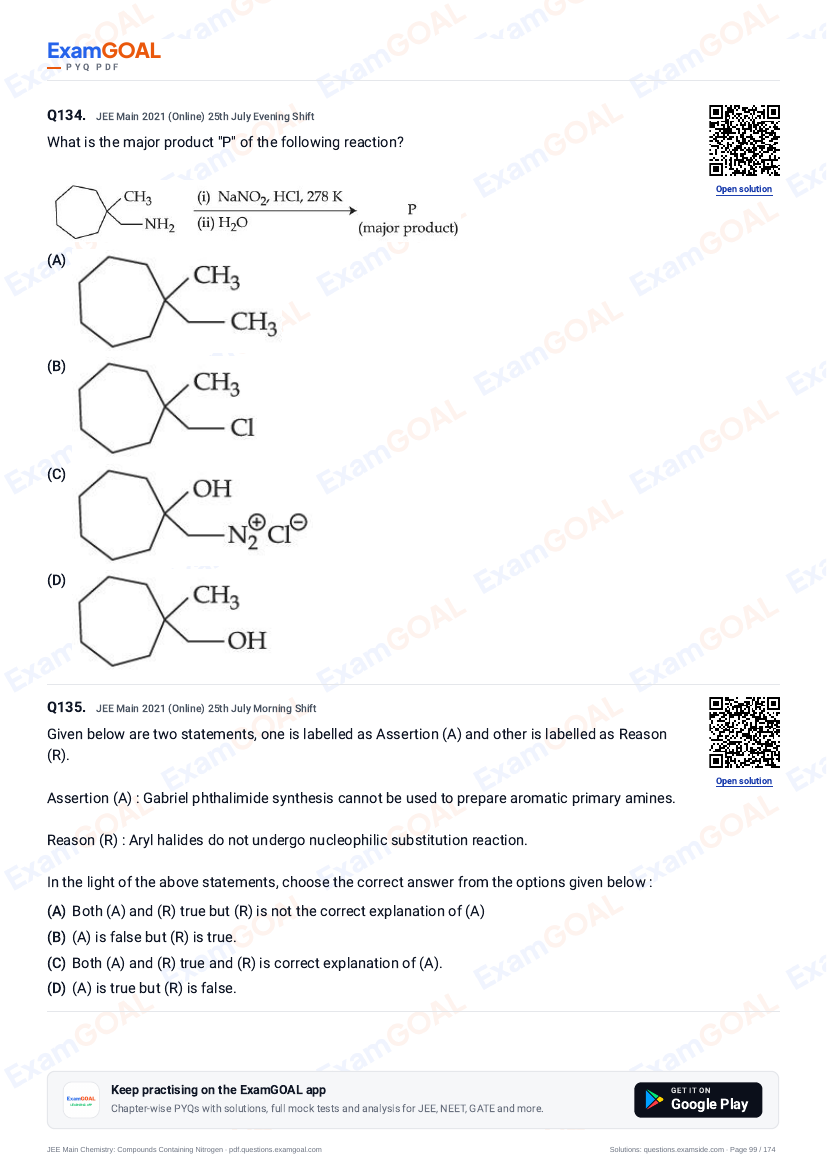 ExamGOAL
PYQ PDF
Q134. JEE Main 2021 (Online) 25th July Evening Shift
What is the major product "P" of the following reaction?
Open solution
CH3
NH2
(i) NaNO2, HCl, 278 K
(ii) H2O
P
(major product)
(A)
CH3
CH3
(B)
CH3
Cl
(C)
OH
N2⊕Cl⊖
(D)
CH3
OH
Q135. JEE Main 2021 (Online) 25th July Morning Shift
Given below are two statements, one is labelled as Assertion (A) and other is labelled as Reason
(R).
Open solution
Assertion (A) : Gabriel phthalimide synthesis cannot be used to prepare aromatic primary amines.
Reason (R) : Aryl halides do not undergo nucleophilic substitution reaction.
In the light of the above statements, choose the correct answer from the options given below :
(A) Both (A) and (R) true but (R) is not the correct explanation of (A)
(B) (A) is false but (R) is true.
(C) Both (A) and (R) true and (R) is correct explanation of (A).
(D) (A) is true but (R) is false.
ExamGOAL
Keep practising on the ExamGOAL app
Chapter-wise PYQs with solutions, full mock tests and analysis for JEE, NEET, GATE and more.
GET IT ON
Google Play
JEE Main Chemistry: Compounds Containing Nitrogen · pdf.questions.examgoal.com
Solutions: questions.examside.com · Page 99 / 174